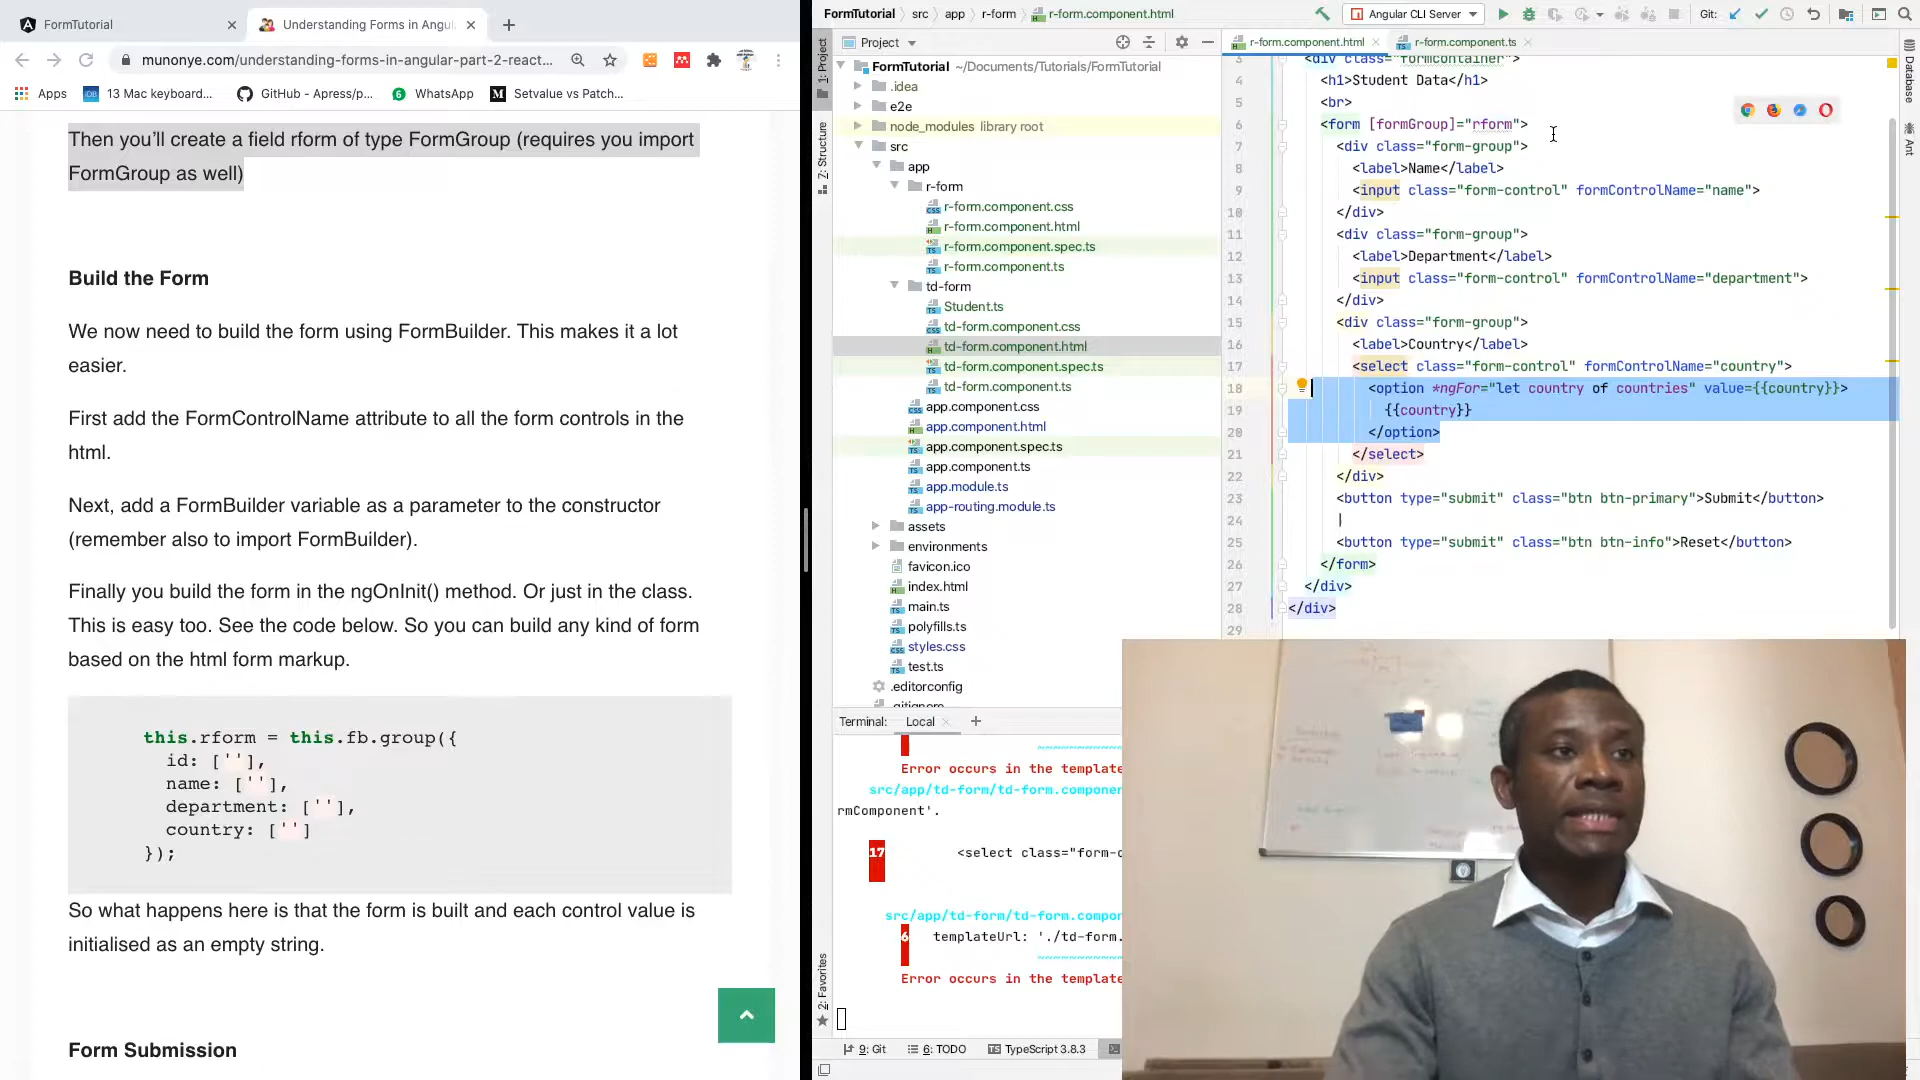 FormTutorial
Understanding Forms in Angul
munonye.com/understanding-forms-in-angular-part-2-react...
Apps
13 Mac keyboard...
GitHub - Apress/p...
WhatsApp
Setvalue vs Patch...
Then you’ll create a field rform of type FormGroup (requires you import
FormGroup as well)
Build the Form
We now need to build the form using FormBuilder. This makes it a lot
easier.
First add the FormControlName attribute to all the form controls in the
html.
Next, add a FormBuilder variable as a parameter to the constructor
(remember also to import FormBuilder).
Finally you build the form in the ngOnInit() method. Or just in the class.
This is easy too. See the code below. So you can build any kind of form
based on the html form markup.
this.rform = this.fb.group({
id: [''],
name: [''],
department: [''],
country: ['']
});
So what happens here is that the form is built and each control value is
initialised as an empty string.
Form Submission
FormTutorial
src
app
r-form
r-form.component.html
Angular CLI Server
Git:
1: Project
Z: Structure
2: Favorites
Project
FormTutorial ~/Documents/Tutorials/FormTutorial
.idea
e2e
node_modules library root
src
app
r-form
r-form.component.css
r-form.component.html
r-form.component.spec.ts
r-form.component.ts
td-form
Student.ts
td-form.component.css
td-form.component.html
td-form.component.spec.ts
td-form.component.ts
app.component.css
app.component.html
app.component.spec.ts
app.component.ts
app.module.ts
app-routing.module.ts
assets
environments
favicon.ico
index.html
main.ts
polyfills.ts
styles.css
test.ts
.editorconfig
.gitignore
r-form.component.html
r-form.component.ts
3 <div class="formContainer">
4 <h1>Student Data</h1>
5 <br>
6 <form [formGroup]="rform">
7 <div class="form-group">
8 <label>Name</label>
9 <input class="form-control" formControlName="name">
10 </div>
11 <div class="form-group">
12 <label>Department</label>
13 <input class="form-control" formControlName="department">
14 </div>
15 <div class="form-group">
16 <label>Country</label>
17 <select class="form-control" formControlName="country">
18 <option *ngFor="let country of countries" value={{country}}>
19 {{country}}
20 </option>
21 </select>
22 </div>
23 <button type="submit" class="btn btn-primary">Submit</button>
24 |
25 <button type="submit" class="btn btn-info">Reset</button>
26 </form>
27 </div>
28 </div>
29
Database
Ant
Terminal:
Local
Error occurs in the template
src/app/td-form/td-form.componen
rmComponent'.
17 <select class="form-c
src/app/td-form/td-form.compo
6 templateUrl: './td-form.
Error occurs in the template
9: Git
6: TODO
TypeScript 3.8.3